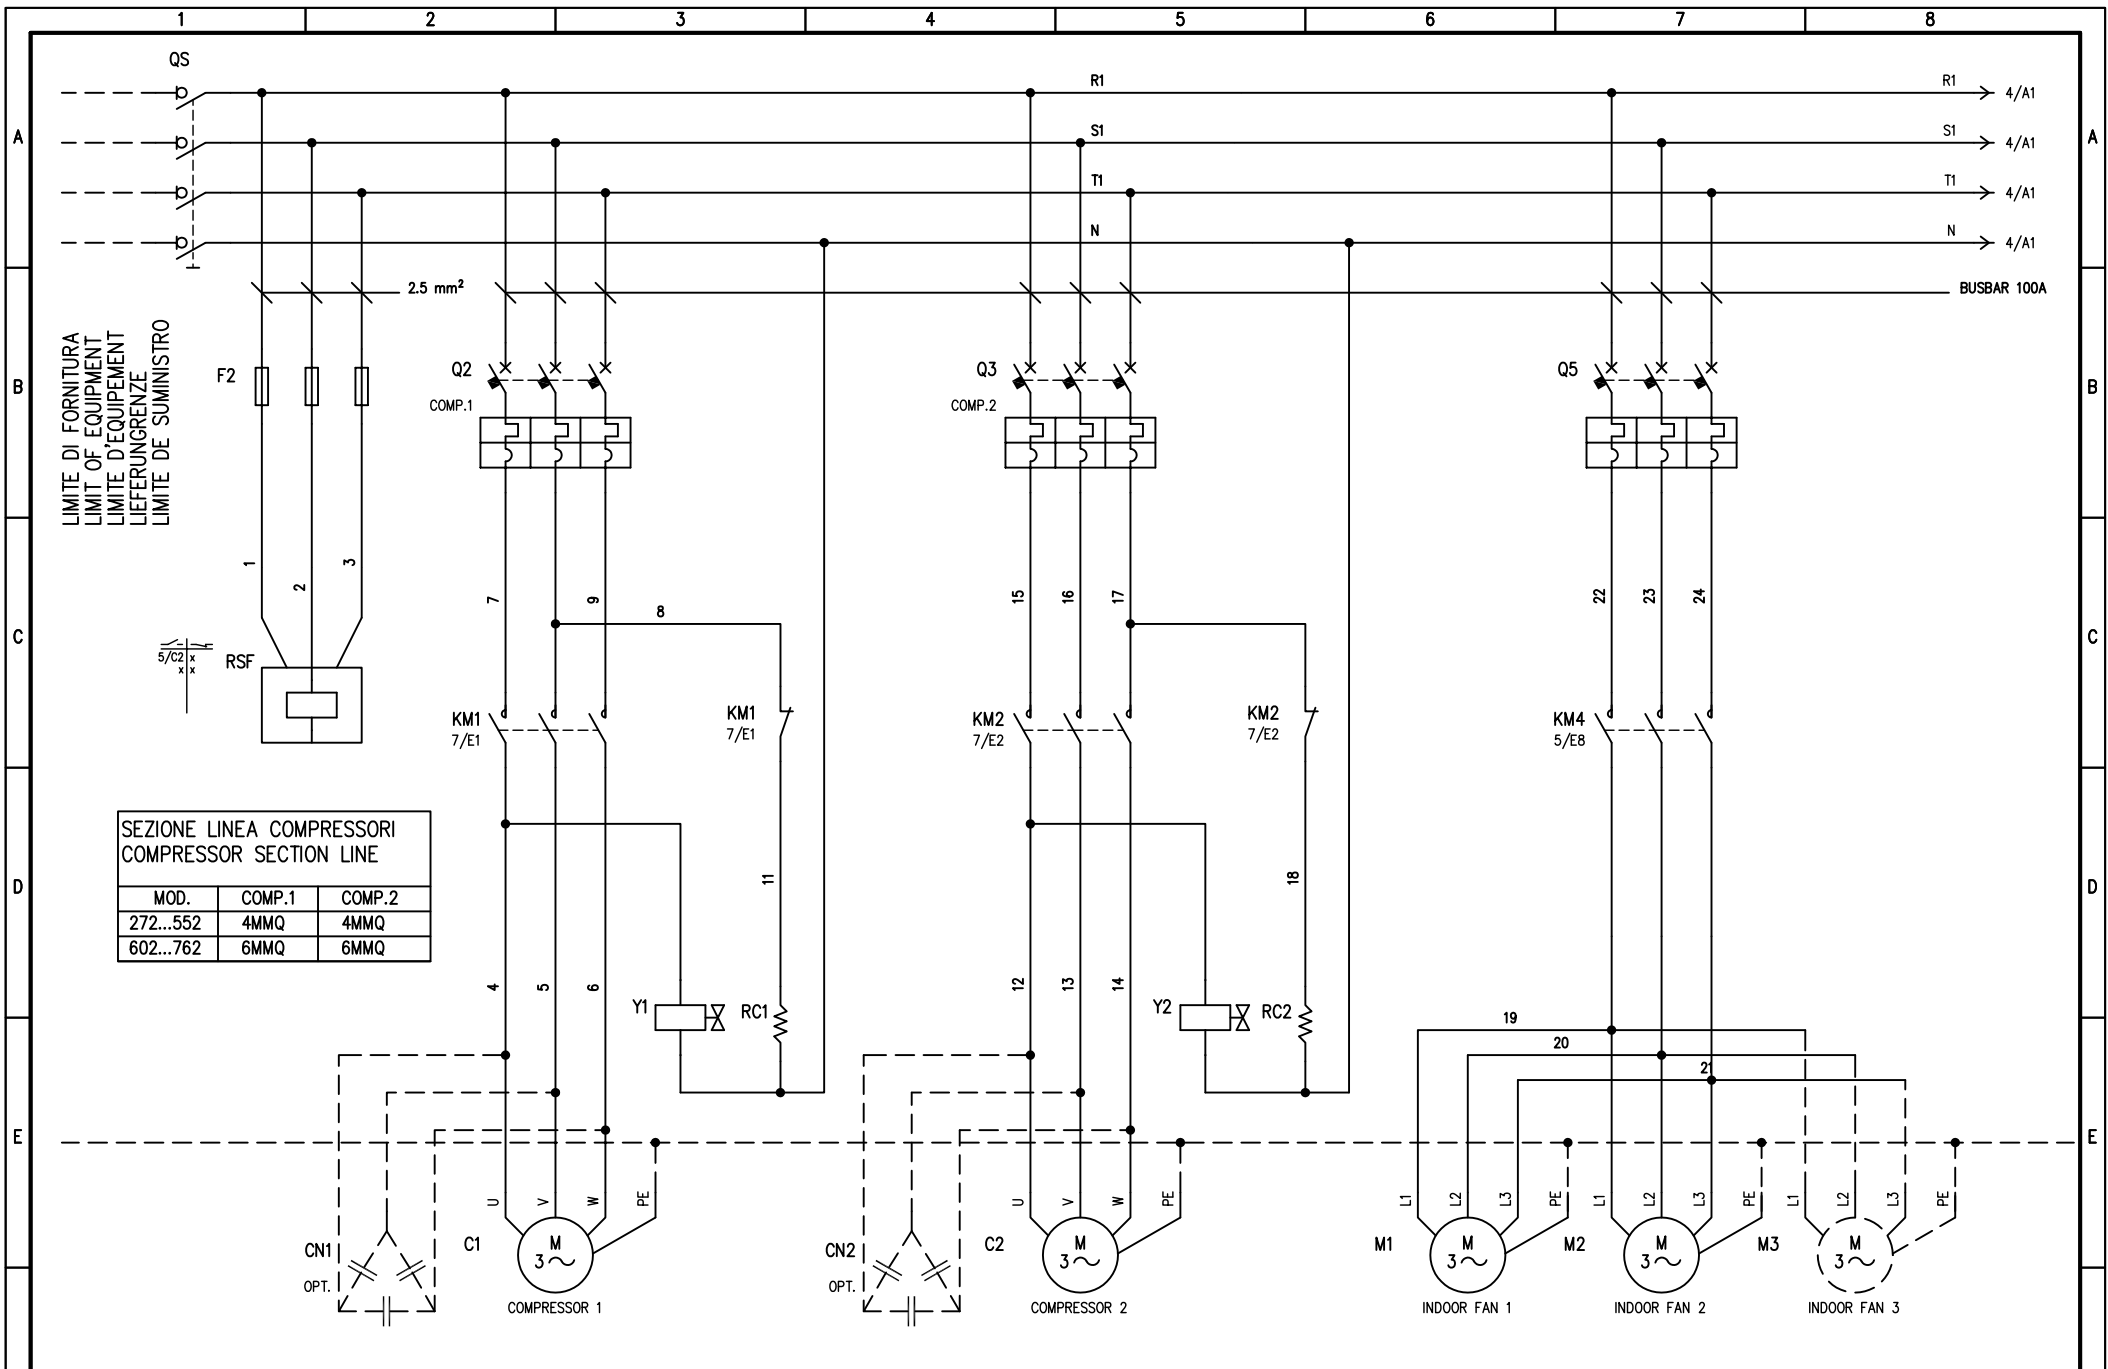 1 2 3 4 5 6 7 8
QS
R1 R1 4/A1
A S1 S1 4/A1 A
T1 T1 4/A1
N N 4/A1
2.5 mm² BUSBAR 100A
LIMITE DI FORNITURA
LIMIT OF EQUIPMENT
LIMITE D'EQUIPEMENT
LIEFERUNGRENZE
LIMITE DE SUMINISTRO
F2 Q2 Q3 Q5
B B
COMP.1 COMP.2
1 2 3 7 9 8 15 16 17 22 23 24
C C
5/C2 x
x x
RSF
KM1 KM1 KM2 KM2 KM4
7/E1 7/E1 7/E2 7/E2 5/E8
SEZIONE LINEA COMPRESSORI
COMPRESSOR SECTION LINE
MOD. COMP.1 COMP.2
272...552 4MMQ 4MMQ
602...762 6MMQ 6MMQ
D 11 18 D
4 5 6 12 13 14
Y1 RC1 Y2 RC2
19
20
21
E E
U V W PE U V W PE L1 L2 L3 PE L1 L2 L3 PE L1 L2 L3 PE
CN1 C1 M CN2 C2 M M1 M M2 M M3 M
3 3 3 3 3
OPT. OPT.
COMPRESSOR 1 COMPRESSOR 2 INDOOR FAN 1 INDOOR FAN 2 INDOOR FAN 3